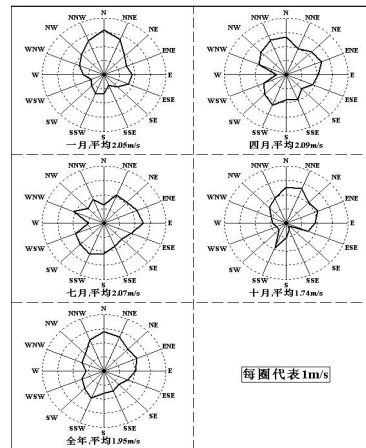 N
NNW NNE
NW NE
WNW ENE
W E
WSW ESE
SW SE
SSW SSE
S
一月,平均2.05m/s
N
NNW NNE
NW NE
WNW ENE
W E
WSW ESE
SW SE
SSW SSE
S
四月,平均2.09m/s
N
NNW NNE
NW NE
WNW ENE
W E
WSW ESE
SW SE
SSW SSE
S
七月,平均2.07m/s
N
NNW NNE
NW NE
WNW ENE
W E
WSW ESE
SW SE
SSW SSE
S
十月,平均1.74m/s
N
NNW NNE
NW NE
WNW ENE
W E
WSW ESE
SW SE
SSW SSE
S
全年,平均1.95m/s
每圈代表1m/s